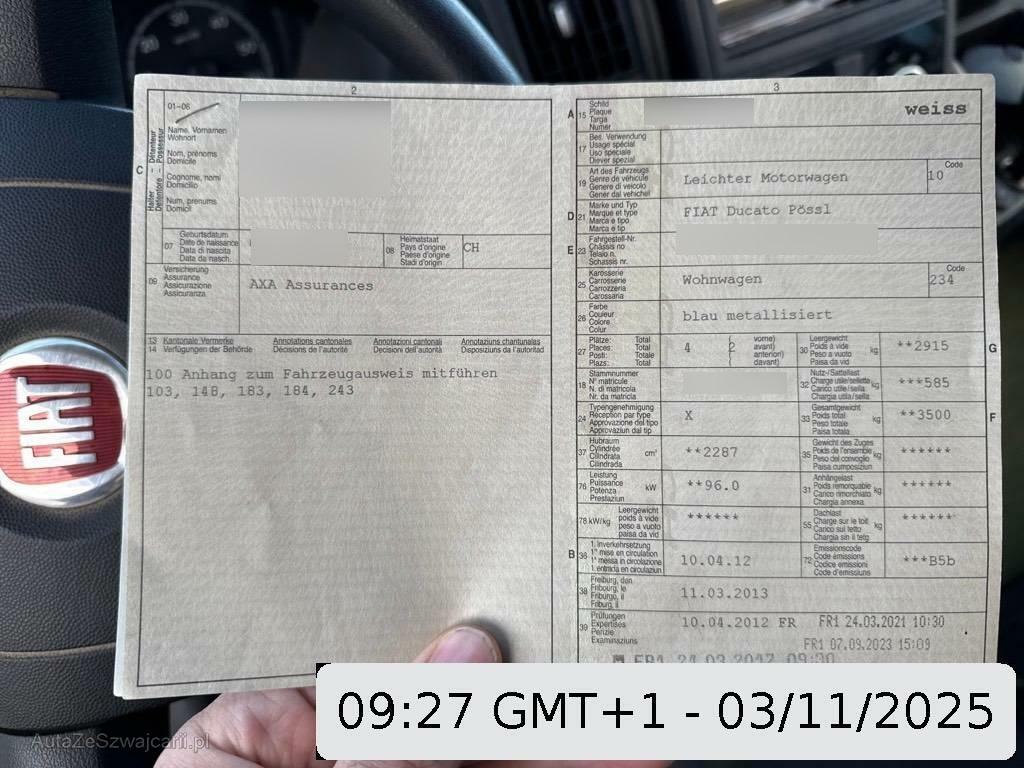 2
01-06
Name, Vornamen
Wohnort
Nom, prénoms
Domicile
Cognome, nomi
Domicilio
Num, prenums
Domicil
C
Halter – Détenteur
Detentore – Possessur
07
Geburtsdatum
Date de naissance
Data di nascita
Data da nasch.
08
Heimatstaat
Pays d'origine
Paese d'origine
Stadi d'origin
CH
09
Versicherung
Assurance
Assicurazione
Assicuranza
AXA Assurances
13 Kantonale Vermerke Annotations cantonales Annotazioni cantonali Annotaziuns chantunalas
14 Verfügungen der Behörde Décisions de l'autorité Decisioni dell'autorità Disposiziuns da l'autoritad
100 Anhang zum Fahrzeugausweis mitführen
103, 148, 183, 184, 243
3
A 15
Schild
Plaque
Targa
Numer
weiss
17
Bes. Verwendung
Usage spécial
Uso speciale
Diever spezial
19
Art des Fahrzeugs
Genre de véhicule
Genere di veicolo
Gener dal vehichel
Leichter Motorwagen
Code
10
D 21
Marke und Typ
Marque et type
Marca e tipo
Marca e tip
FIAT Ducato Pössl
E 23
Fahrgestell-Nr.
Châssis no
Telaio n.
Schassis nr.
25
Karosserie
Carrosserie
Carrozzeria
Carossaria
Wohnwagen
Code
234
26
Farbe
Couleur
Colore
Colur
blau metallisiert
27
Plätze: Total
Places: Total
Posti: Totale
Plazs: Total
4
2
vorne)
avant)
anteriori)
davant)
30
Leergewicht
Poids à vide
Peso a vuoto
Paisa da vid
kg
**2915
G
18
Stammnummer
N° matricule
N. di matricola
Nr. da matricla
32
Nutz-/Sattellast
Charge utile/sellette
Carico utile/sella
Chargia utila/sella
kg
***585
24
Typengenehmigung
Réception par type
Approvazione del tipo
Approvaziun dal tip
X
33
Gesamtgewicht
Poids total
Peso totale
Paisa totala
kg
**3500
F
37
Hubraum
Cylindrée
Cilindrata
Cilindrada
cm³
**2287
35
Gewicht des Zuges
Poids de l'ensemble
Peso del convoglio
Paisa cumposiziun
kg
******
76
Leistung
Puissance
Potenza
Prestaziun
kW
**96.0
31
Anhängelast
Poids remorquable
Carico rimorchiato
Chargia annexa
kg
******
78 kW/kg
Leergewicht
poids à vide
peso a vuoto
paisa da vid
******
55
Dachlast
Charge sur le toit
Carico sul tetto
Chargia sin il tetg
kg
******
B 36
1. Inverkehrsetzung
1re mise en circulation
1a messa in circolazione
1. entrada en circulaziun
10.04.12
72
Emissionscode
Code émissions
Codice emissioni
Code d'emissiuns
***B5b
38
Freiburg, den
Fribourg, le
Friburgo, il
Friburg, il
11.03.2013
39
Prüfungen
Expertises
Perizie
Examinaziuns
10.04.2012 FR FR1 24.03.2021 10:30
FR1 07.09.2023 15:09
FR1 24.03.2017 09:30
FIAT
AutaZeSzwajcarii.pl
09:27 GMT+1 - 03/11/2025